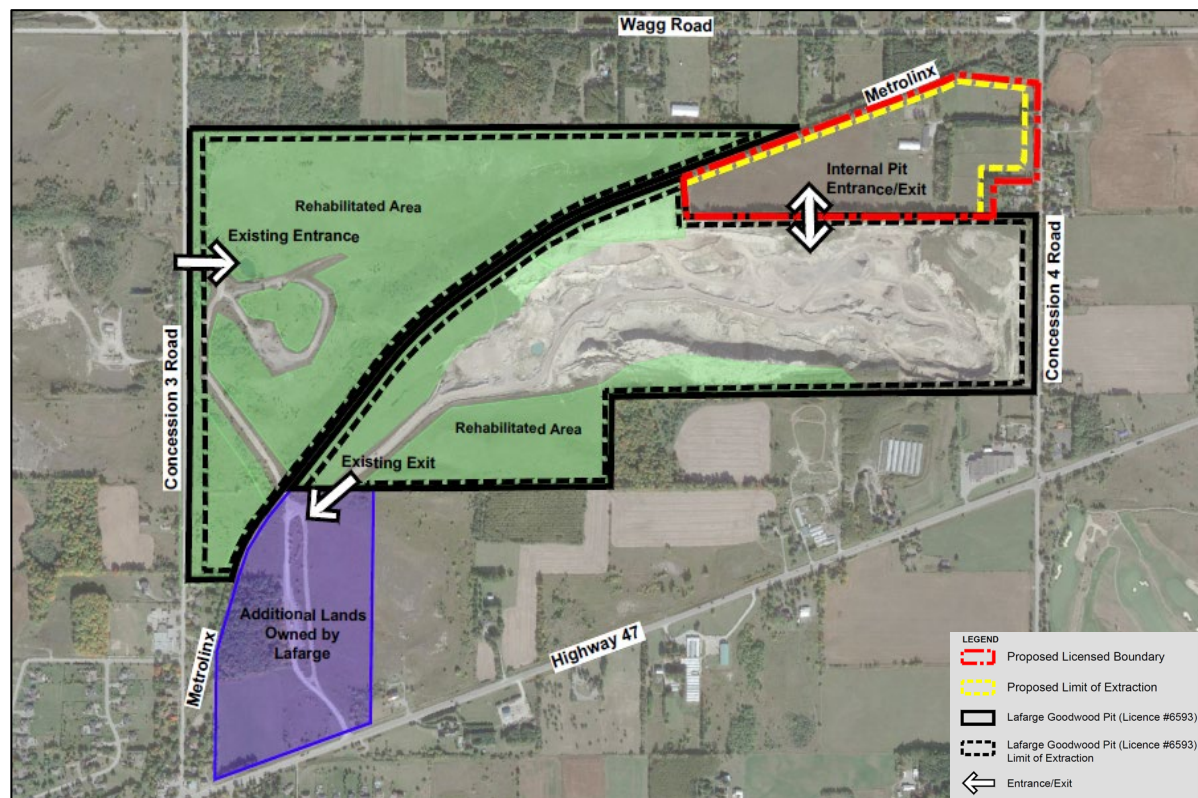 Wagg Road
Metrolinx
Internal Pit
Entrance/Exit
Rehabilitated Area
Existing Entrance
Concession 3 Road
Concession 4 Road
Rehabilitated Area
Existing Exit
Additional Lands
Owned by
Lafarge
Metrolinx
Highway 47
LEGEND
Proposed Licensed Boundary
Proposed Limit of Extraction
Lafarge Goodwood Pit (Licence #6593)
Lafarge Goodwood Pit (Licence #6593)
Limit of Extraction
Entrance/Exit